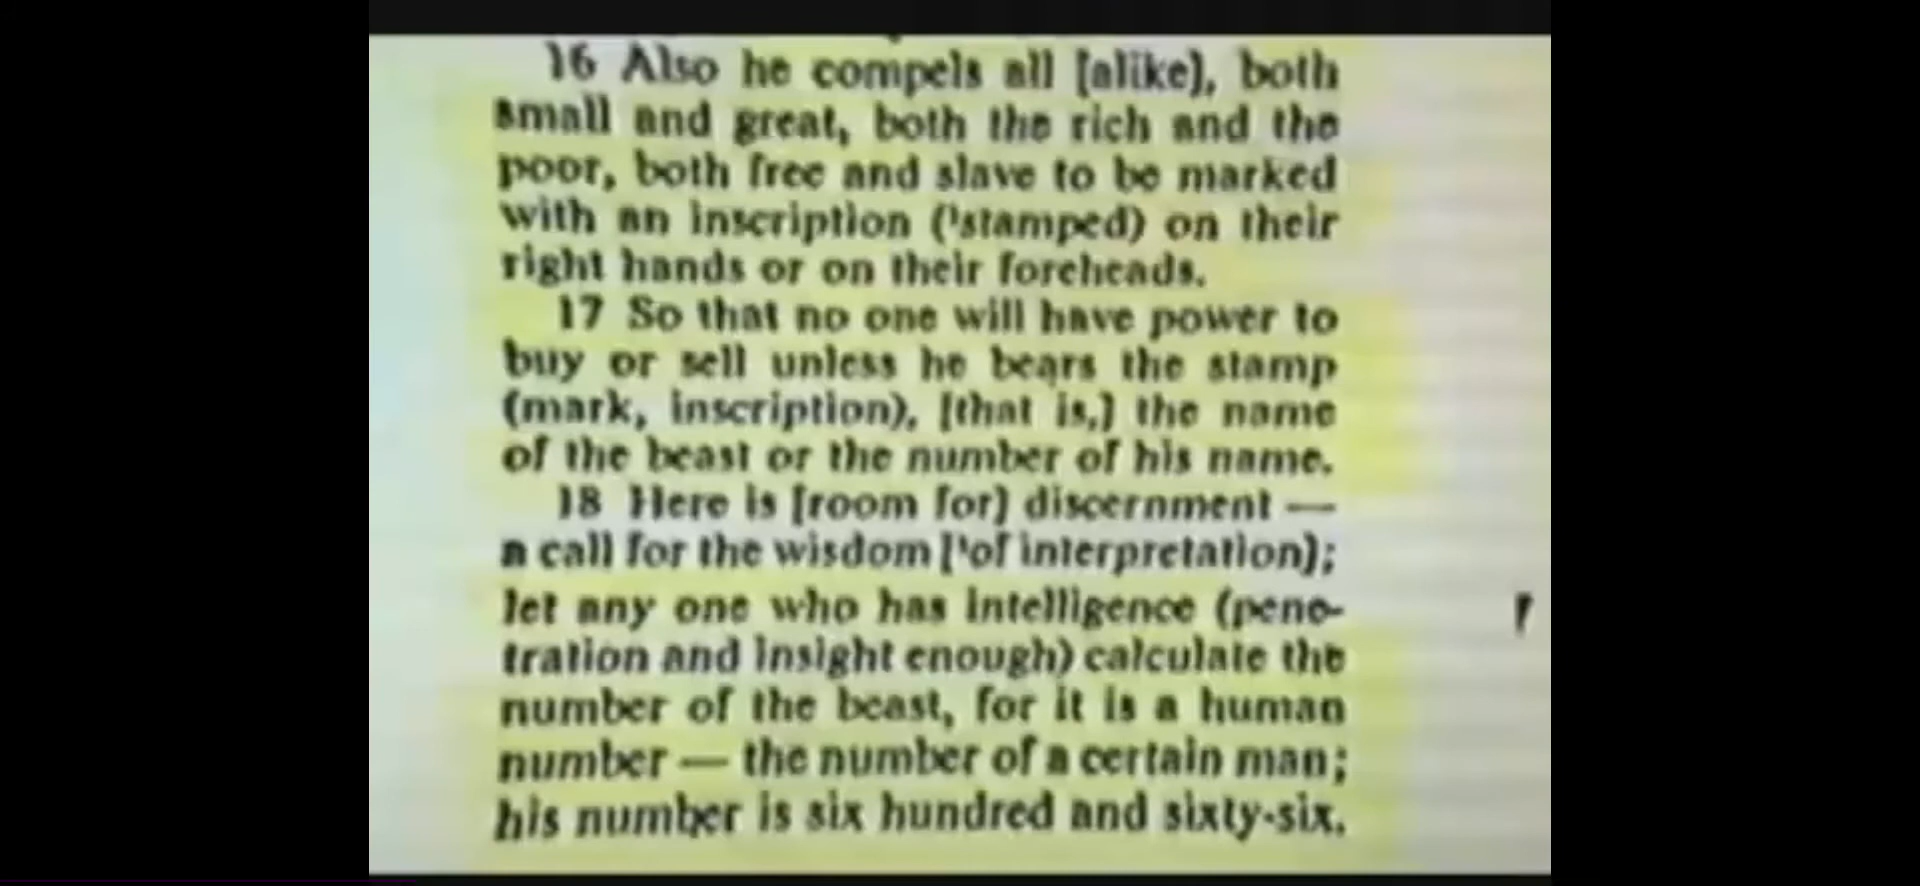 16 Also he compels all [alike], both
small and great, both the rich and the
poor, both free and slave to be marked
with an inscription (ˡstamped) on their
right hands or on their foreheads.
17 So that no one will have power to
buy or sell unless he bears the stamp
(mark, inscription), [that is,] the name
of the beast or the number of his name.
18 Here is [room for] discernment —
a call for the wisdom [ˡof interpretation];
let any one who has intelligence (pene-
tration and insight enough) calculate the
number of the beast, for it is a human
number — the number of a certain man;
his number is six hundred and sixty-six.